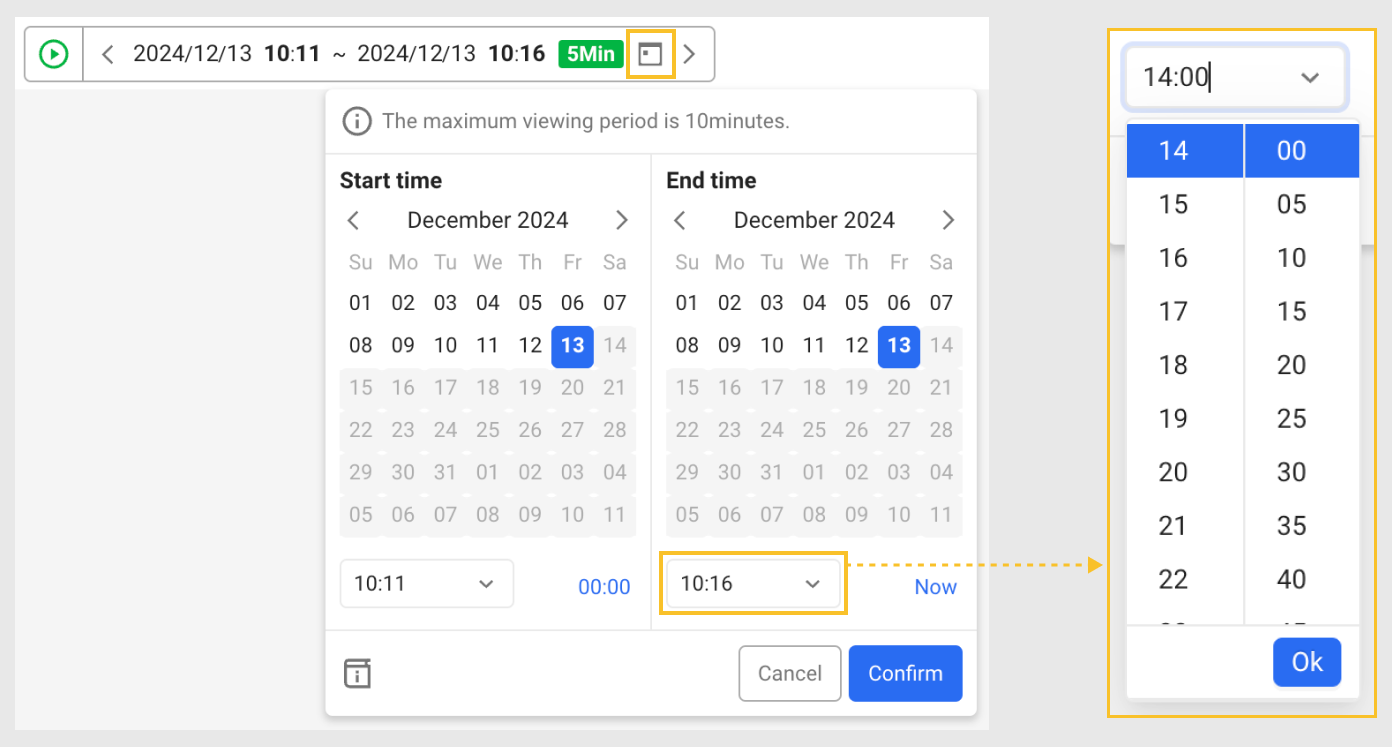 2024/12/13 10:11 ~ 2024/12/13 10:16 5Min
The maximum viewing period is 10minutes.
Start time
December 2024
Su Mo Tu We Th Fr Sa
01 02 03 04 05 06 07
08 09 10 11 12 13 14
15 16 17 18 19 20 21
22 23 24 25 26 27 28
29 30 31 01 02 03 04
05 06 07 08 09 10 11
10:11 00:00
End time
December 2024
Su Mo Tu We Th Fr Sa
01 02 03 04 05 06 07
08 09 10 11 12 13 14
15 16 17 18 19 20 21
22 23 24 25 26 27 28
29 30 31 01 02 03 04
05 06 07 08 09 10 11
10:16 Now
Cancel Confirm
14:00
14 00
15 05
16 10
17 15
18 20
19 25
20 30
21 35
22 40
Ok